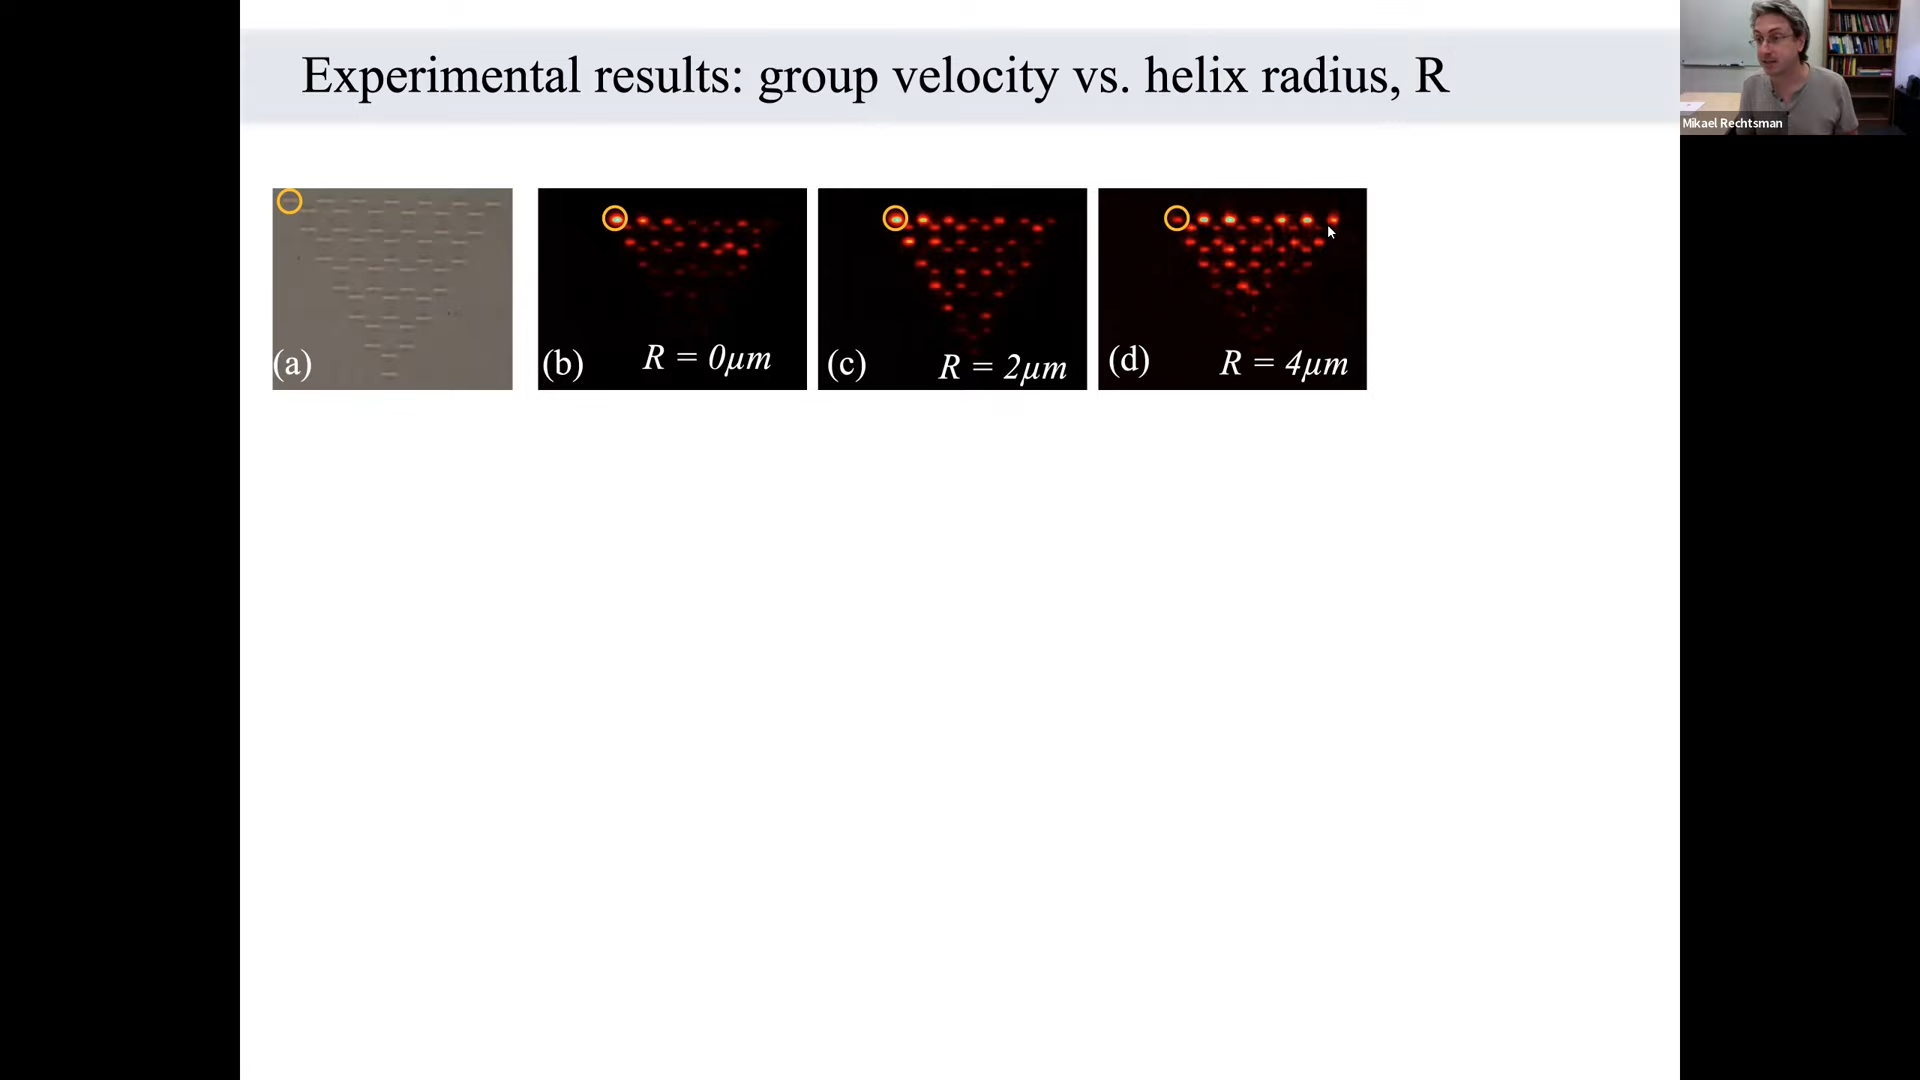 Experimental results: group velocity vs. helix radius, R
Mikael Rechtsman
(a)
(b)
R = 0μm
(c)
R = 2μm
(d)
R = 4μm